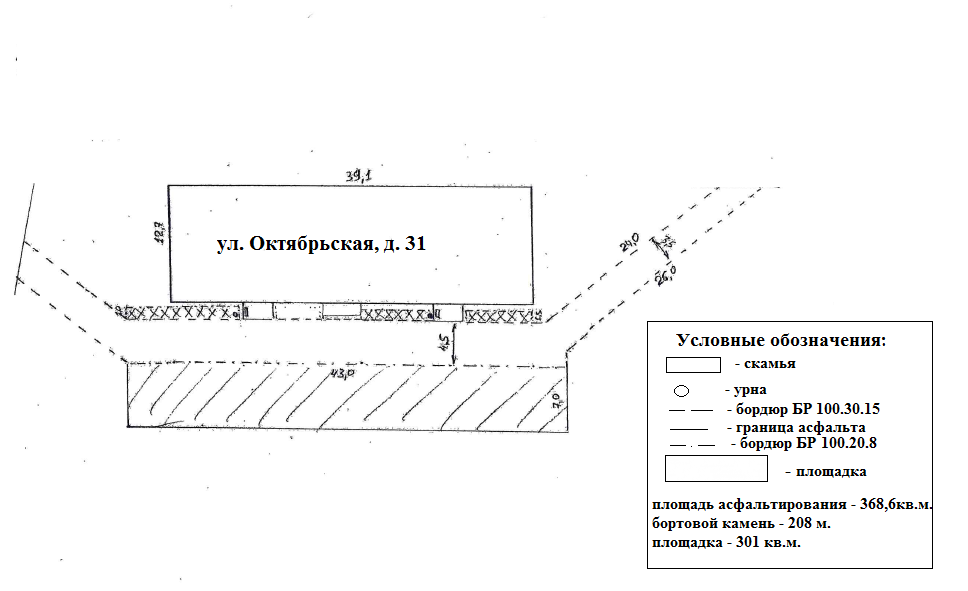 39,1
12,7
ул. Октябрьская, д. 31
24,0
26,0
4,5
43,0
7,0
Условные обозначения:
- скамья
- урна
- бордюр БР 100.30.15
- граница асфальта
- бордюр БР 100.20.8
- площадка
площадь асфальтирования - 368,6кв.м.
бортовой камень - 208 м.
площадка - 301 кв.м.